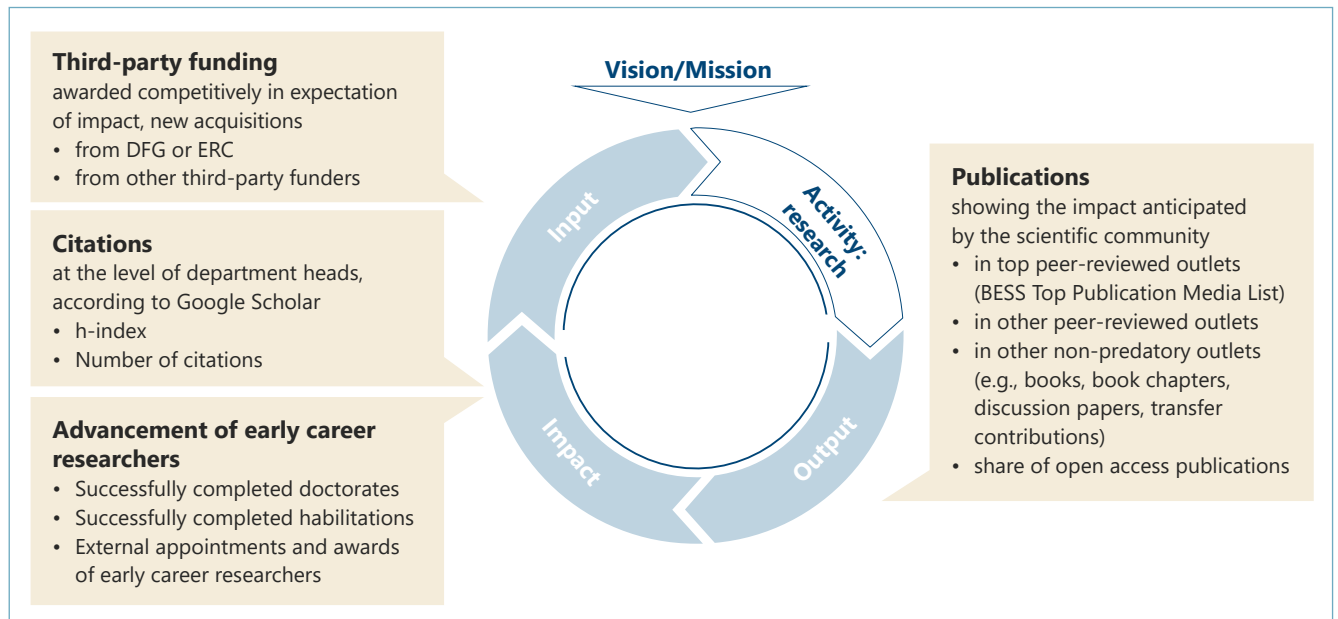 Third-party funding
awarded competitively in expectation
of impact, new acquisitions
• from DFG or ERC
• from other third-party funders
Citations
at the level of department heads,
according to Google Scholar
• h-index
• Number of citations
Advancement of early career
researchers
• Successfully completed doctorates
• Successfully completed habilitations
• External appointments and awards
of early career researchers
Vision/Mission
Input
Activity:
research
Impact
Output
Publications
showing the impact anticipated
by the scientific community
• in top peer-reviewed outlets
(BESS Top Publication Media List)
• in other peer-reviewed outlets
• in other non-predatory outlets
(e.g., books, book chapters,
discussion papers, transfer
contributions)
• share of open access publications